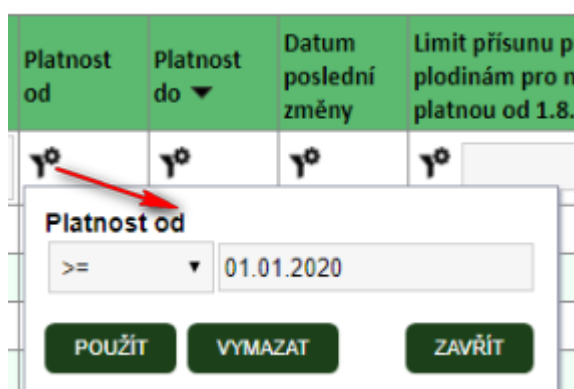 Platnost
od
Platnost
do
Datum
poslední
změny
Limit přísunu
plodinám pro
platnou od 1.8.
Platnost od
>=
01.01.2020
POUŽÍT
VYMAZAT
ZAVŘÍT